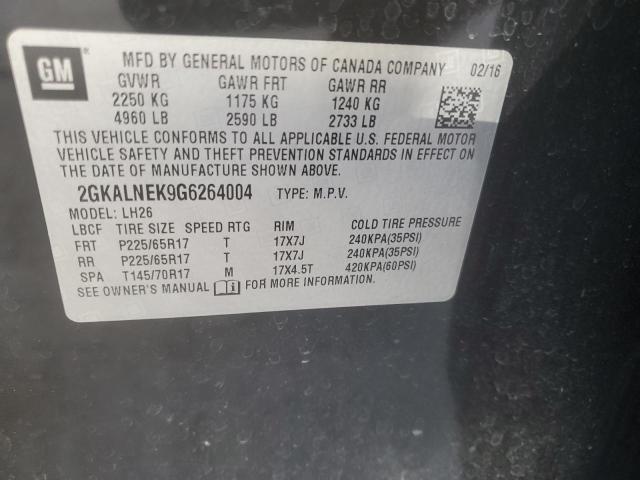 GM ®
MFD BY GENERAL MOTORS OF CANADA COMPANY 02/16
GVWR GAWR FRT GAWR RR
2250 KG 1175 KG 1240 KG
4960 LB 2590 LB 2733 LB
THIS VEHICLE CONFORMS TO ALL APPLICABLE U.S. FEDERAL MOTOR
VEHICLE SAFETY AND THEFT PREVENTION STANDARDS IN EFFECT ON
THE DATE OF MANUFACTURE SHOWN ABOVE.
2GKALNEK9G6264004 TYPE: M.P.V.
MODEL: LH26
LBCF TIRE SIZE SPEED RTG RIM COLD TIRE PRESSURE
FRT P225/65R17 T 17X7J 240KPA(35PSI)
RR P225/65R17 T 17X7J 240KPA(35PSI)
SPA T145/70R17 M 17X4.5T 420KPA(60PSI)
SEE OWNER'S MANUAL FOR MORE INFORMATION.